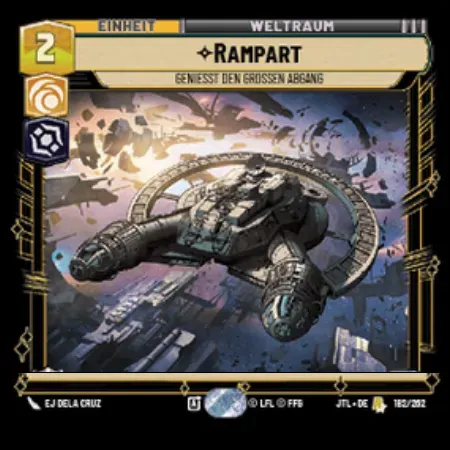 EINHEIT WELTRAUM
2
RAMPART
GENIESST DEN GROSSEN ABGANG
EJ DELA CRUZ A © LFL © FFG JTL • DE 182/262